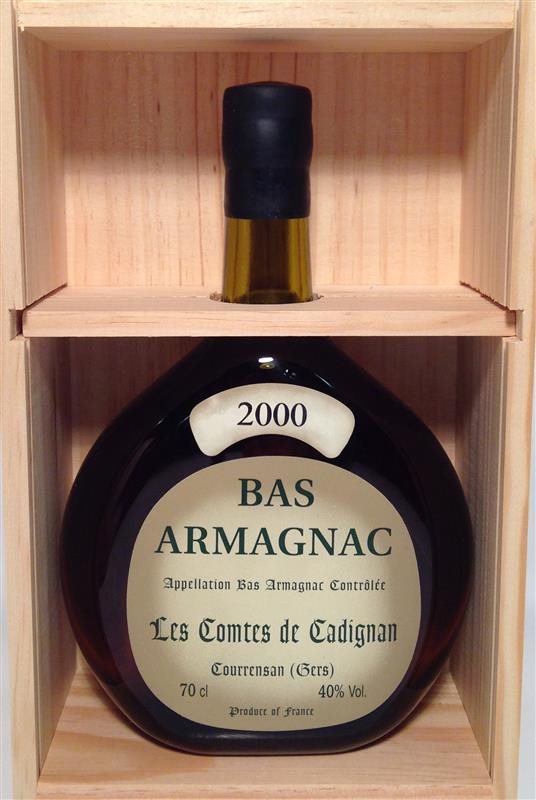 2000
BAS
ARMAGNAC
Appellation Bas Armagnac Contrôlée
Les Comtes de Cadignan
Courrensan (Gers)
70 cl 40% Vol.
Produce of France